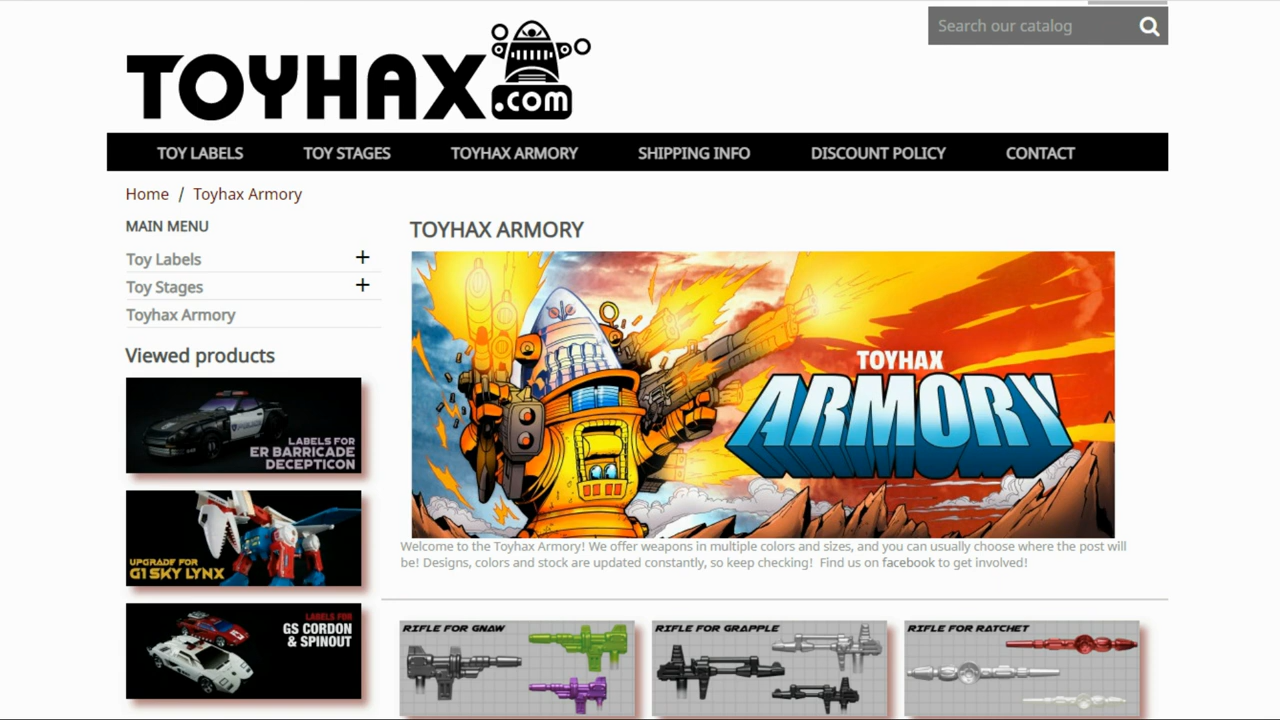 Search our catalog
TOYHAX
.com
TOY LABELS TOY STAGES TOYHAX ARMORY SHIPPING INFO DISCOUNT POLICY CONTACT
Home / Toyhax Armory
MAIN MENU
Toy Labels +
Toy Stages +
Toyhax Armory
Viewed products
LABELS FOR
ER BARRICADE
DECEPTICON
UPGRADE FOR
G1 SKY LYNX
LABELS FOR
GS CORDON
& SPINOUT
TOYHAX ARMORY
TOYHAX
ARMORY
Welcome to the Toyhax Armory! We offer weapons in multiple colors and sizes, and you can usually choose where the post will
be! Designs, colors and stock are updated constantly, so keep checking! Find us on facebook to get involved!
RIFLE FOR GNAW
RIFLE FOR GRAPPLE
RIFLE FOR RATCHET